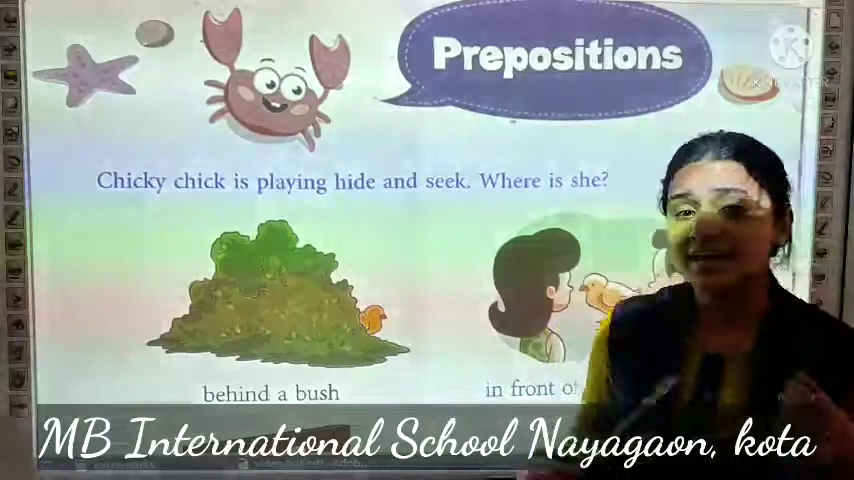 Prepositions
Chicky chick is playing hide and seek. Where is she?
behind a bush
in front of
MB International School Nayagaon, kota